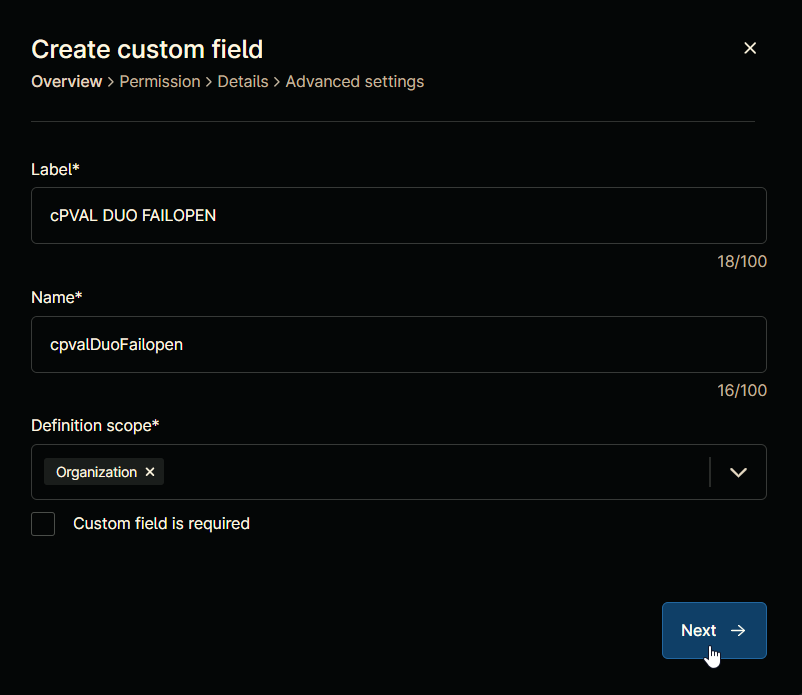 Create custom field
Overview > Permission > Details > Advanced settings
Label*
cPVAL DUO FAILOPEN
18/100
Name*
cpvalDuoFailopen
16/100
Definition scope*
Organization
Custom field is required
Next